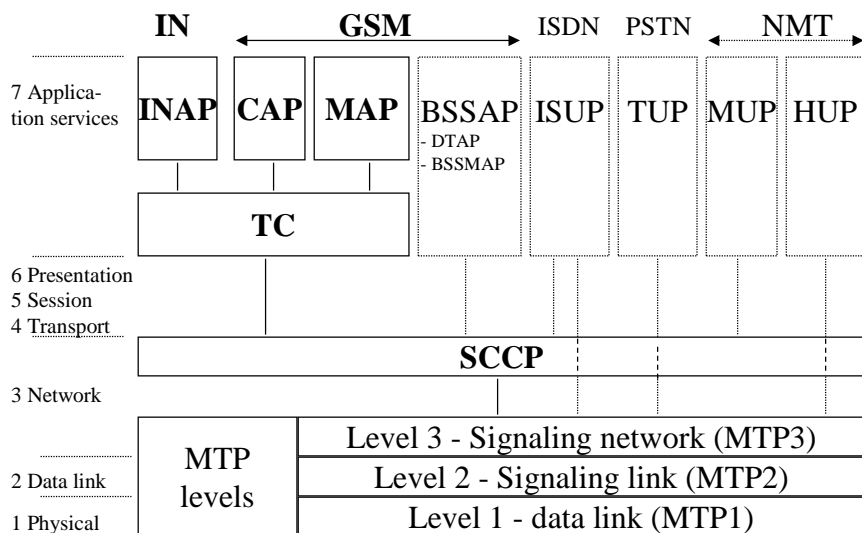 IN GSM ISDN PSTN NMT
7 Applica-
tion services
INAP CAP MAP BSSAP ISUP TUP MUP HUP
- DTAP
- BSSMAP
TC
6 Presentation
5 Session
4 Transport
SCCP
3 Network
MTP
levels
Level 3 - Signaling network (MTP3)
2 Data link
Level 2 - Signaling link (MTP2)
1 Physical
Level 1 - data link (MTP1)